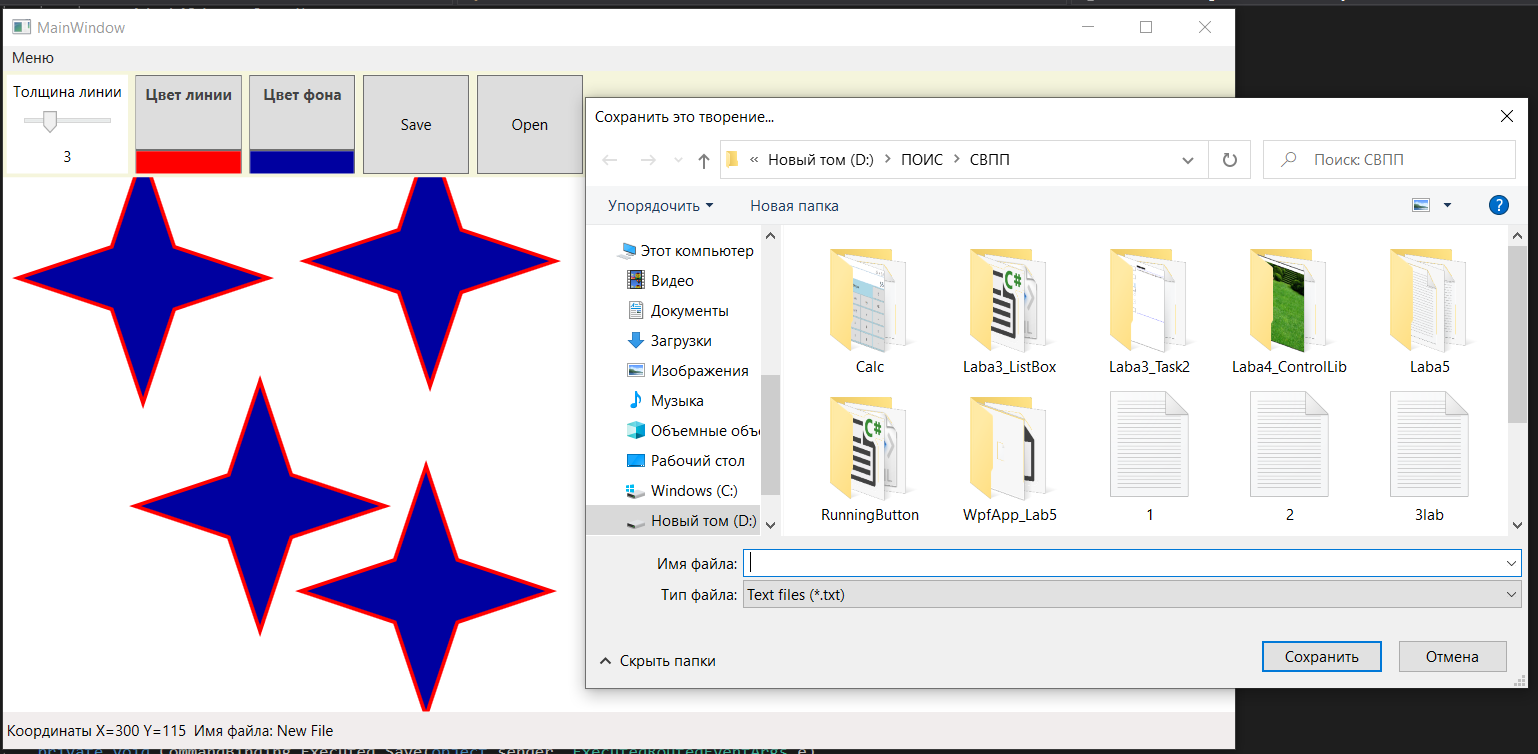 MainWindow
Меню
Толщина линии
3
Цвет линии
Цвет фона
Save
Open
Сохранить это творение...
« Новый том (D:) > ПОИС > СВПП
Поиск: СВПП
Упорядочить
Новая папка
?
Этот компьютер
Видео
Документы
Загрузки
Изображения
Музыка
Объемные объе
Рабочий стол
Windows (C:)
Новый том (D:)
Calc
Laba3_ListBox
Laba3_Task2
Laba4_ControlLib
Laba5
RunningButton
WpfApp_Lab5
1
2
3lab
Имя файла:
Тип файла:
Text files (*.txt)
Скрыть папки
Сохранить
Отмена
Координаты X=300 Y=115 Имя файла: New File
private void CommandBinding_Executed_Save(object sender, ExecutedRoutedEventArgs e)